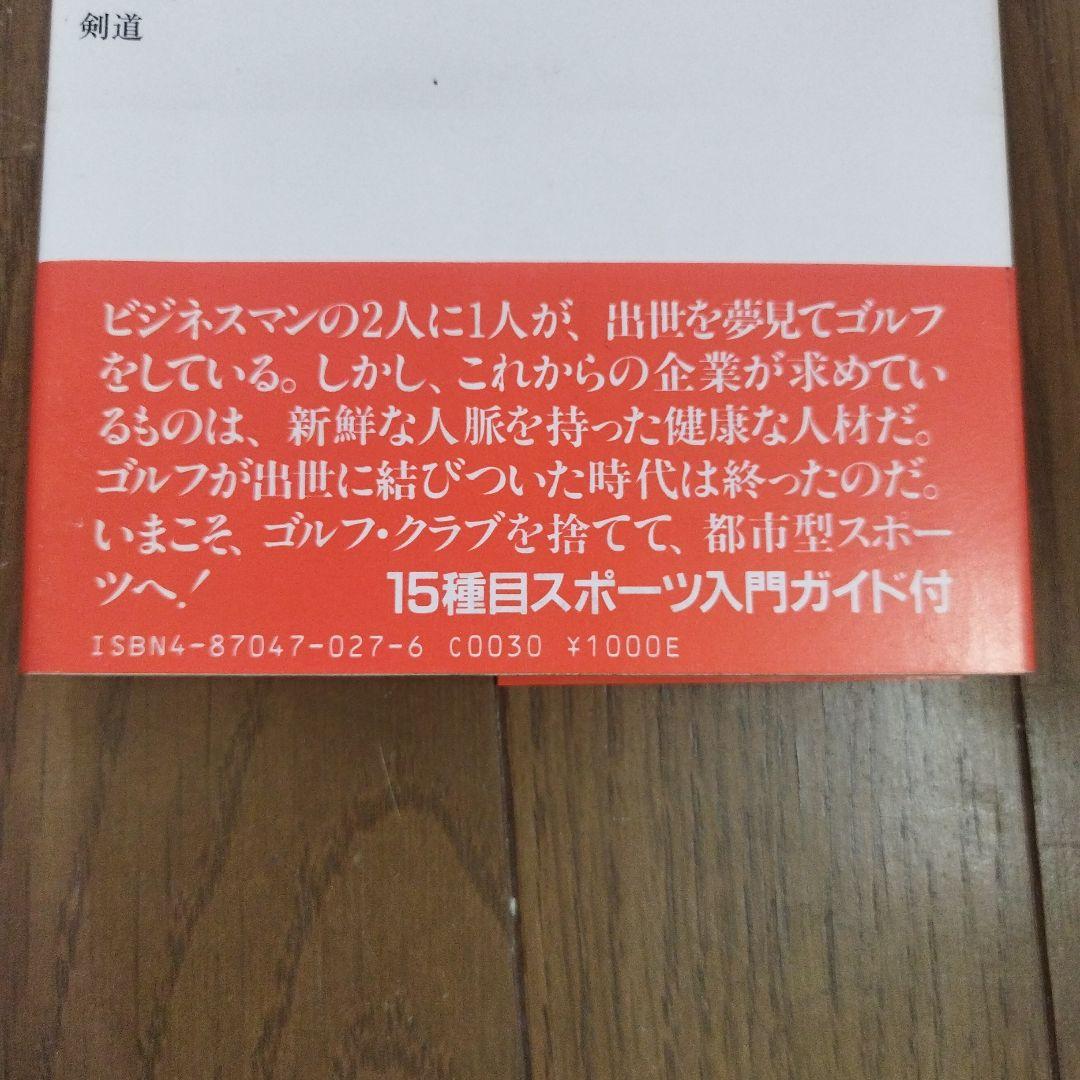 剣道
ビジネスマンの2人に1人が、出世を夢見てゴルフ
をしている。しかし、これからの企業が求めてい
るものは、新鮮な人脈を持った健康な人材だ。
ゴルフが出世に結びついた時代は終ったのだ。
いまこそ、ゴルフ・クラブを捨てて、都市型スポー
ツへ！ 15種目スポーツ入門ガイド付
ISBN4-87047-027-6 C0030 ¥1000E